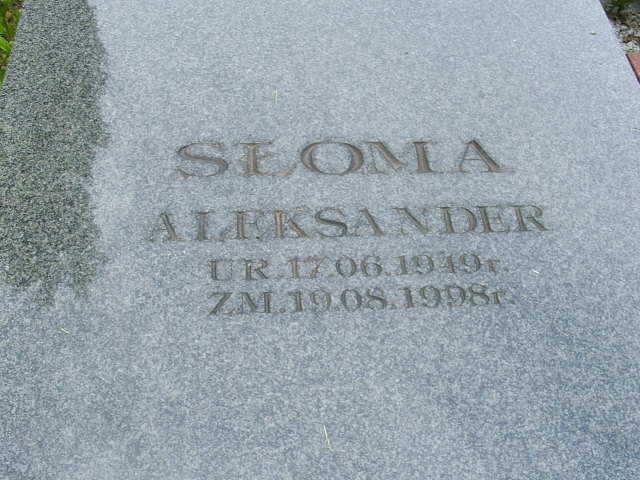 SŁOMA
ALEKSANDER
UR.17.06.1949r.
ZM.19.08.1998r.